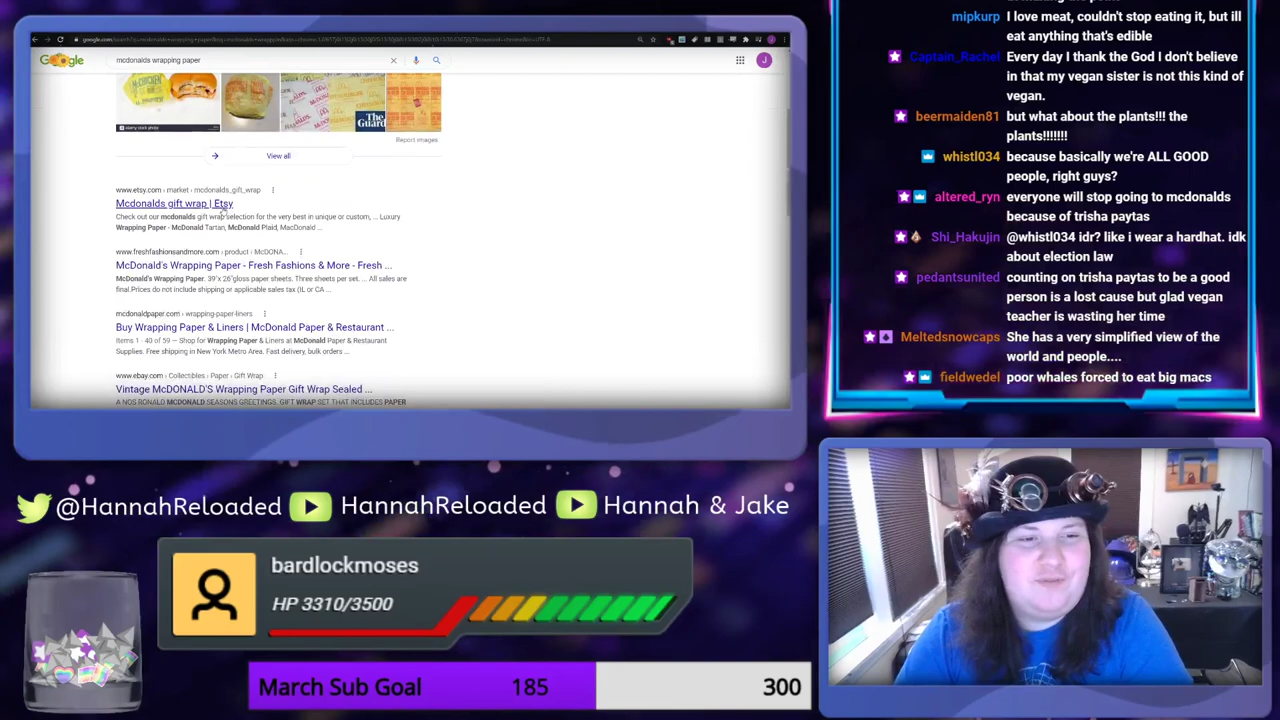 Google
mcdonalds wrapping paper
J
J
alamy stock photo
The
Guard
Report images
View all
www.etsy.com › market › mcdonalds_gift_wrap
Mcdonalds gift wrap | Etsy
Check out our mcdonalds gift wrap selection for the very best in unique or custom, ... Luxury
Wrapping Paper - McDonald Tartan, McDonald Plaid, MacDonald ...
www.freshfashionsandmore.com › product › McDONA...
McDonald's Wrapping Paper - Fresh Fashions & More - Fresh ...
McDonald's Wrapping Paper. 39"x 26"gloss paper sheets. Three sheets per set. ... All sales are
final.Prices do not include shipping or applicable sales tax (IL or CA ...
mcdonaldpaper.com › wrapping-paper-liners
Buy Wrapping Paper & Liners | McDonald Paper & Restaurant ...
Items 1 - 40 of 59 — Shop for Wrapping Paper & Liners at McDonald Paper & Restaurant
Supplies. Free shipping in New York Metro Area. Fast delivery, bulk orders ...
www.ebay.com › Collectibles › Paper › Gift Wrap
Vintage McDONALD'S Wrapping Paper Gift Wrap Sealed ...
A NOS RONALD MCDONALD SEASONS GREETINGS. GIFT WRAP SET THAT INCLUDES PAPER
mipkurp I love meat, couldn't stop eating it, but ill
eat anything that's edible
Captain_Rachel Every day I thank the God I don't believe
in that my vegan sister is not this kind of
vegan.
beermaiden81 but what about the plants!!! the
plants!!!!!!!
whistl034 because basically we're ALL GOOD
people, right guys?
altered_ryn everyone will stop going to mcdonalds
because of trisha paytas
Shi_Hakujin @whistl034 idr? like i wear a hardhat. idk
about election law
pedantsunited counting on trisha paytas to be a good
person is a lost cause but glad vegan
teacher is wasting her time
Meltedsnowcaps She has a very simplified view of the
world and people....
fieldwedel poor whales forced to eat big macs
@HannahReloaded HannahReloaded Hannah & Jake
bardlockmoses
HP 3310/3500
March Sub Goal 185 300